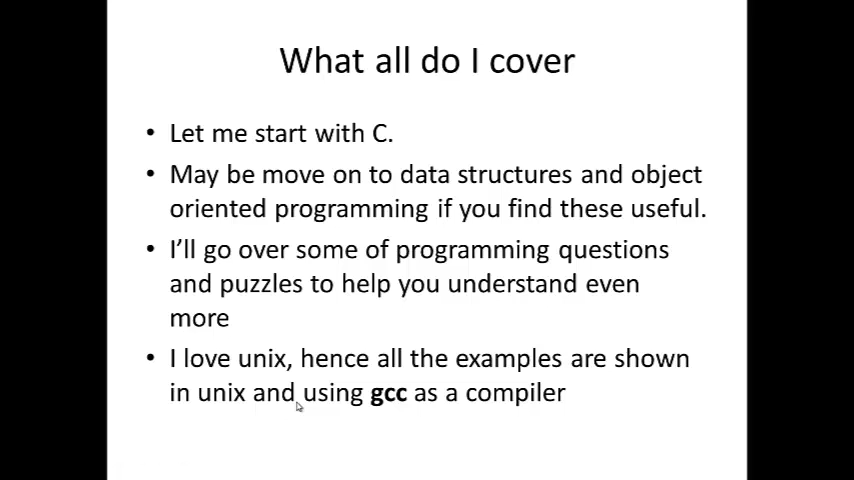 What all do I cover
• Let me start with C.
• May be move on to data structures and object
oriented programming if you find these useful.
• I’ll go over some of programming questions
and puzzles to help you understand even
more
• I love unix, hence all the examples are shown
in unix and using gcc as a compiler